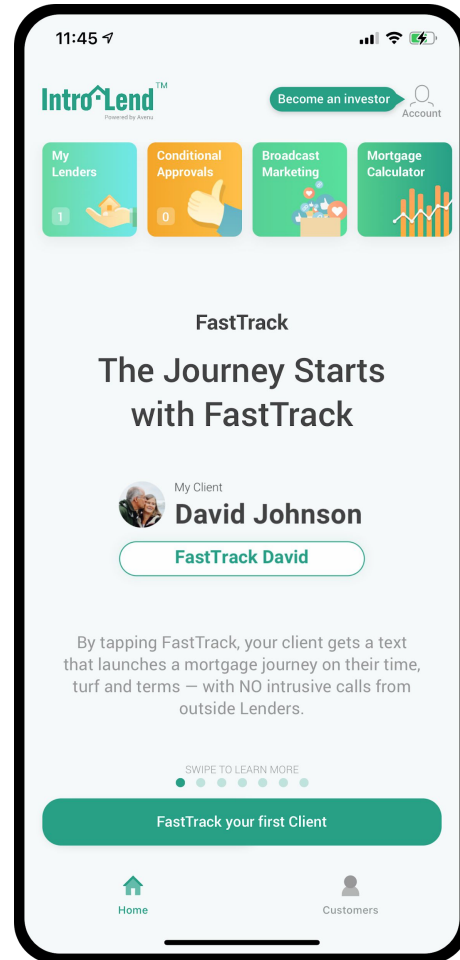 11:45
Intro Lend TM
Powered by Avenu
Become an investor
Account
My
Lenders
1
Conditional
Approvals
0
Broadcast
Marketing
Mortgage
Calculator
FastTrack
The Journey Starts
with FastTrack
My Client
David Johnson
FastTrack David
By tapping FastTrack, your client gets a text
that launches a mortgage journey on their time,
turf and terms — with NO intrusive calls from
outside Lenders.
SWIPE TO LEARN MORE
FastTrack your first Client
Home
Customers